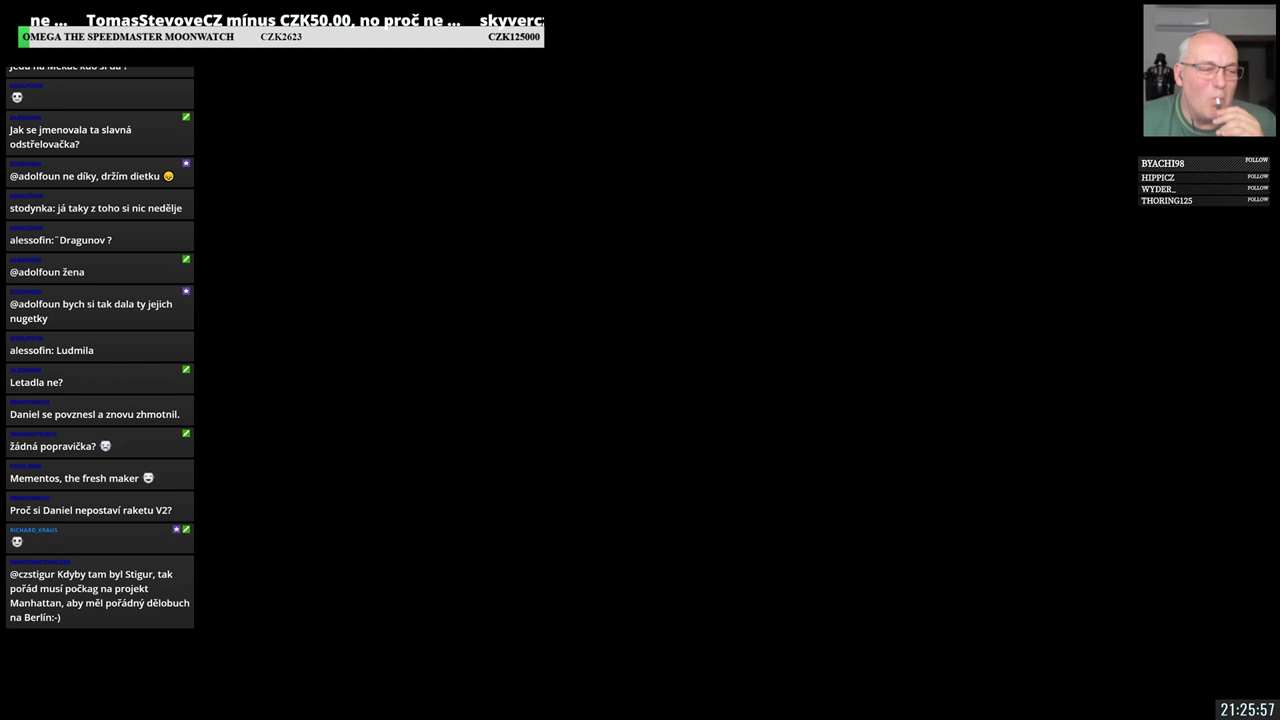 ne ... TomasStevoveCZ mínus CZK50.00, no proč ne ... skyverc
OMEGA THE SPEEDMASTER MOONWATCH CZK2623 CZK125000
Jak se jmenovala ta slavná
odstřelovačka?
@adolfoun ne díky, držím dietku
stodynka: já taky z toho si nic nedělje
alessofin:¨Dragunov ?
@adolfoun žena
@adolfoun bych si tak dala ty jejich
nugetky
alessofin: Ludmila
Letadla ne?
Daniel se povznesl a znovu zhmotnil.
žádná popravička?
Mementos, the fresh maker
Proč si Daniel nepostaví raketu V2?
RICHARD_KRAUS
@czstigur Kdyby tam byl Stigur, tak
pořád musí počkag na projekt
Manhattan, aby měl pořádný dělobuch
na Berlín:-)
BYACHI98 FOLLOW
HIPPICZ FOLLOW
WYDER_ FOLLOW
THORING125 FOLLOW
21:25:57